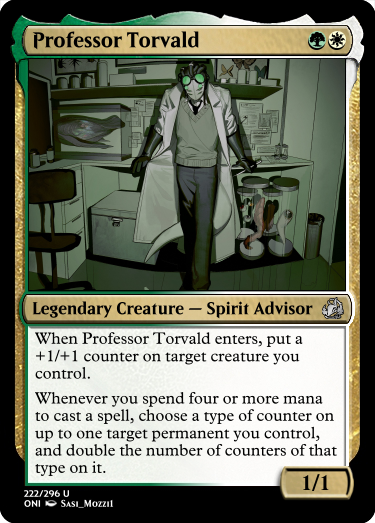 Professor Torvald
Legendary Creature — Spirit Advisor
When Professor Torvald enters, put a
+1/+1 counter on target creature you
control.
Whenever you spend four or more mana
to cast a spell, choose a type of counter on
up to one target permanent you control,
and double the number of counters of that
type on it.
1/1
222/296 U
ONI Sasi_Mozzi1